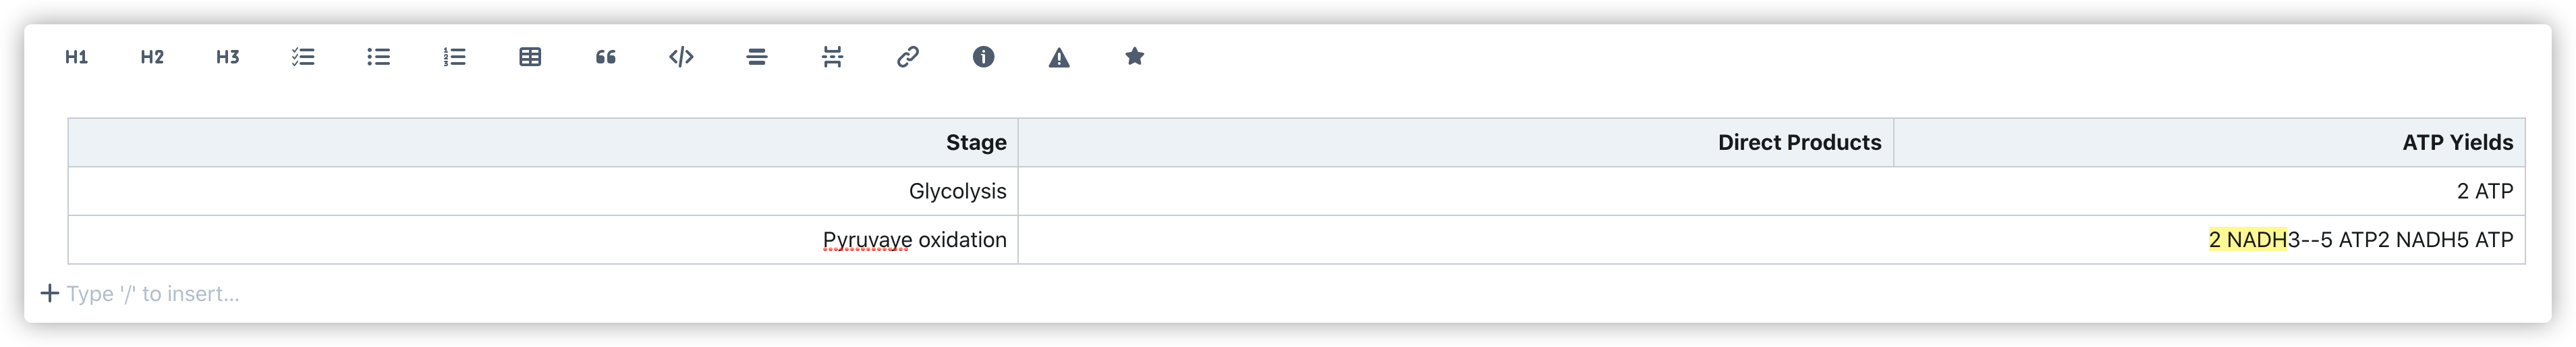 H1 H2 H3
Stage Direct Products ATP Yields
Glycolysis 2 ATP
Pyruvaye oxidation 2 NADH3--5 ATP2 NADH5 ATP
Type '/' to insert...